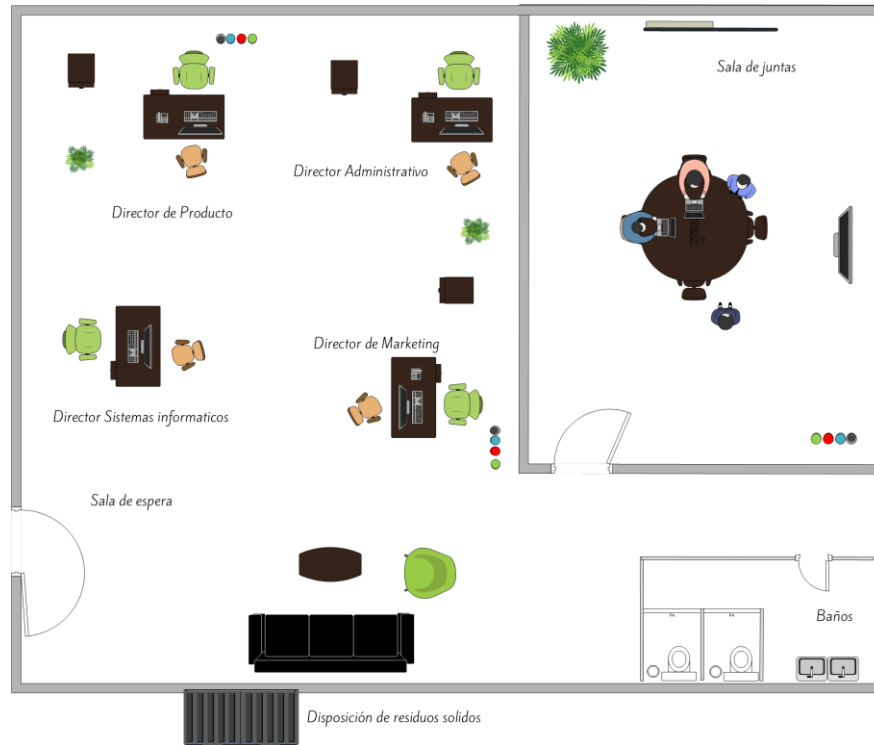 Sala de juntas
Director Administrativo
Director de Producto
Director de Marketing
Director Sistemas informaticos
Sala de espera
Baños
Disposición de residuos solidos